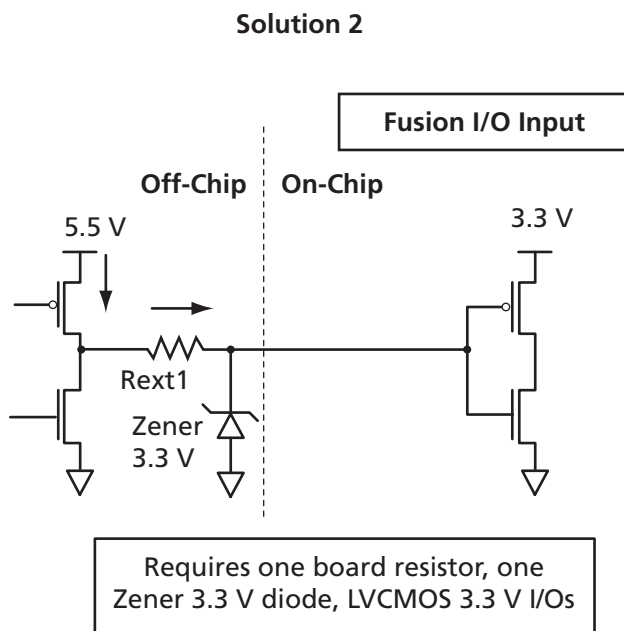 Solution 2
Fusion I/O Input
Off-Chip
On-Chip
5.5 V
3.3 V
Rext1
Zener
3.3 V
Requires one board resistor, one
Zener 3.3 V diode, LVCMOS 3.3 V I/Os